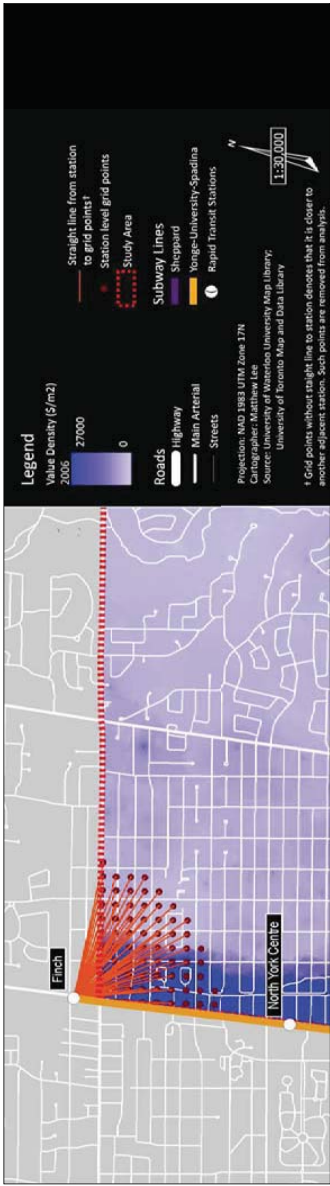 Finch
North York Centre
Legend
Value Density ($/m2)
2006
27000
0
Roads
Highway
Main Arterial
Streets
Straight line from station
to grid points†
Station level grid points
Study Area
Subway Lines
Sheppard
Yonge-University-Spadina
Rapid Transit Stations
Projection: NAD 1983 UTM Zone 17N
Cartographer: Matthew Lee
Source: University of Waterloo University Map Library;
University of Toronto Map and Data Library
N
1:30,000
† Grid points without staight line to station denotes that it is closer to
another adjacent station. Such points are removed from analysis.